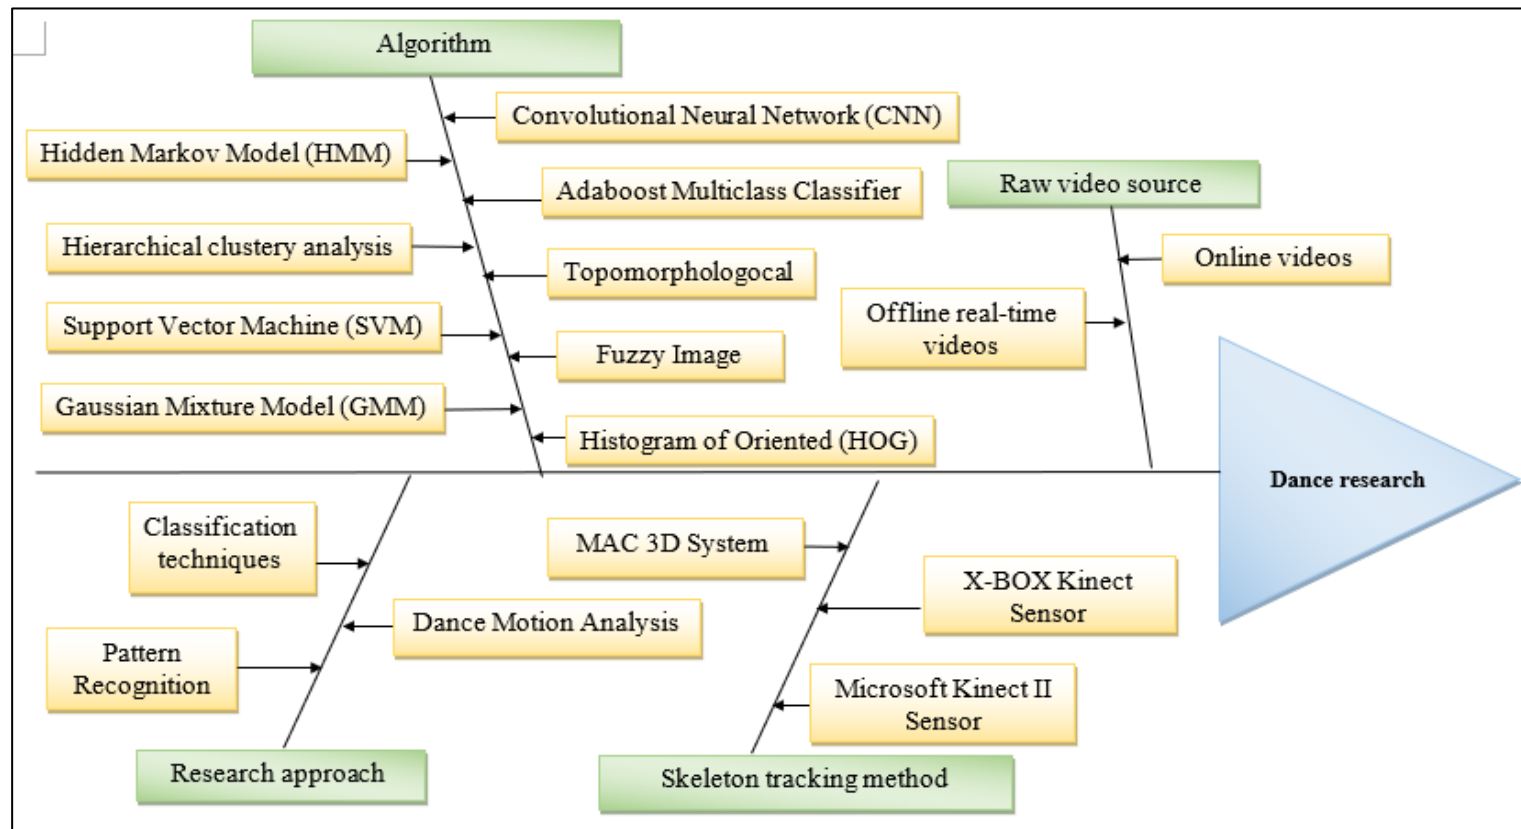 Algorithm
Convolutional Neural Network (CNN)
Hidden Markov Model (HMM)
Adaboost Multiclass Classifier
Raw video source
Hierarchical clustery analysis
Online videos
Topomorphologocal
Offline real-time
videos
Support Vector Machine (SVM)
Fuzzy Image
Gaussian Mixture Model (GMM)
Histogram of Oriented (HOG)
Dance research
Classification
techniques
MAC 3D System
X-BOX Kinect
Sensor
Dance Motion Analysis
Pattern
Recognition
Microsoft Kinect II
Sensor
Research approach
Skeleton tracking method